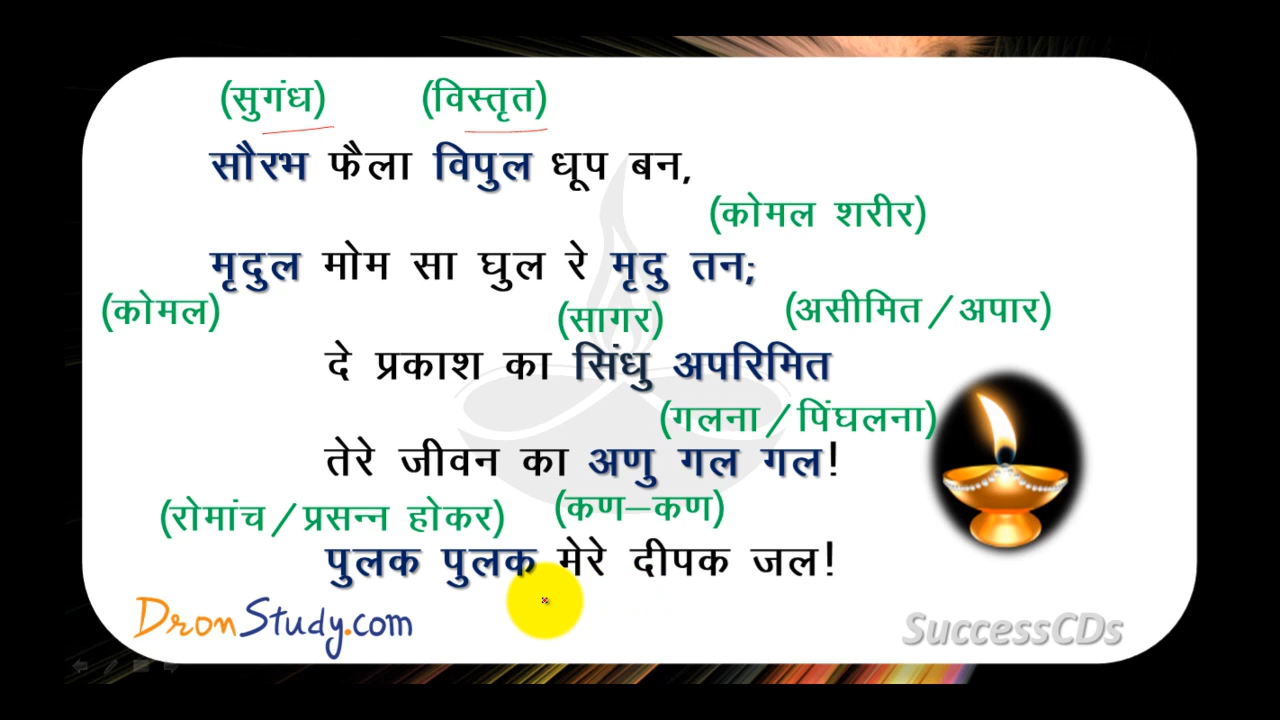 (सुगंध) (विस्तृत)
सौरभ फैला विपुल धूप बन,
(कोमल शरीर)
मृदुल मोम सा घुल रे मृदु तन;
(कोमल) (सागर) (असीमित/अपार)
दे प्रकाश का सिंधु अपरिमित
(गलना/पिंघलना)
तेरे जीवन का अणु गल गल!
(रोमांच/प्रसन्न होकर) (कण–कण)
पुलक पुलक मेरे दीपक जल!
DronStudy.com SuccessCDs